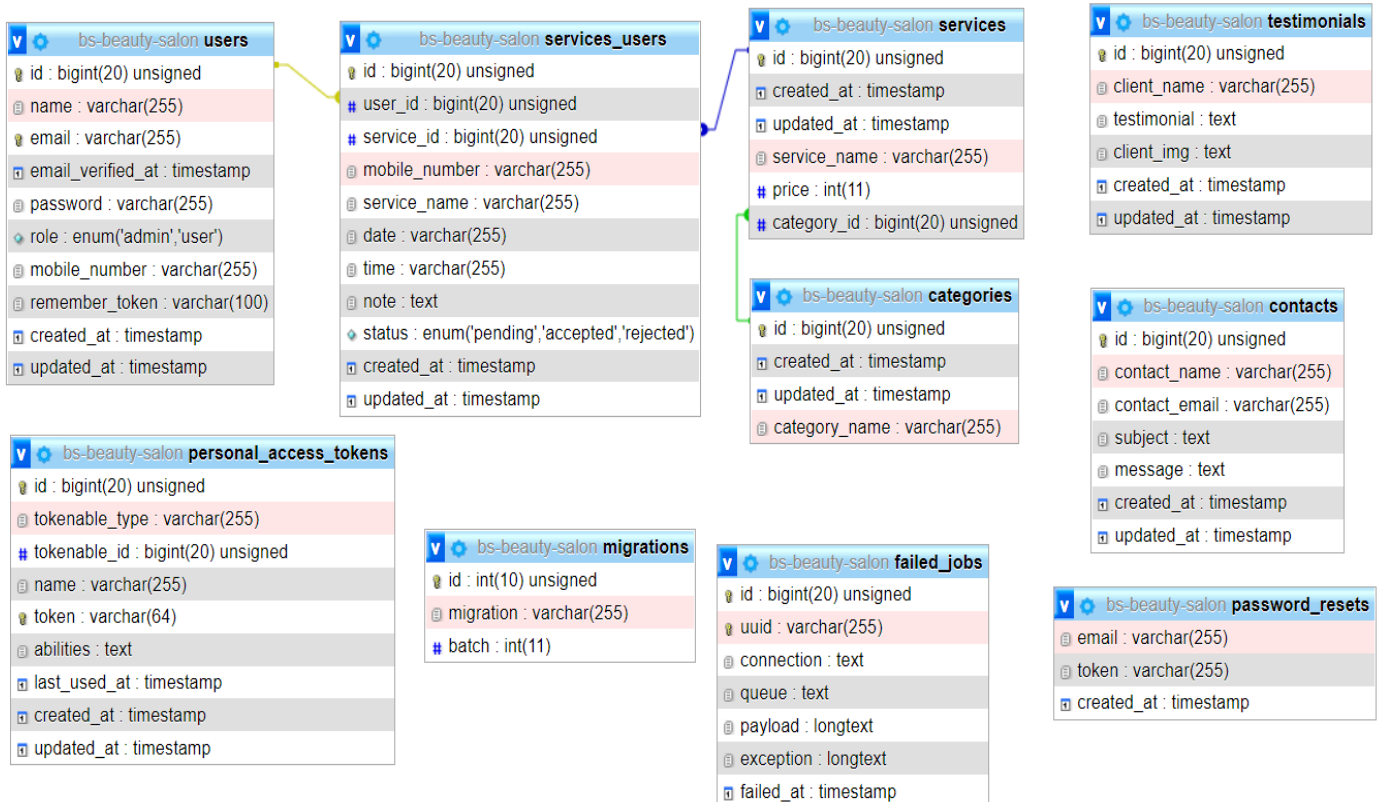 bs-beauty-salon users
id : bigint(20) unsigned
name : varchar(255)
email : varchar(255)
email_verified_at : timestamp
password : varchar(255)
role : enum('admin','user')
mobile_number : varchar(255)
remember_token : varchar(100)
created_at : timestamp
updated_at : timestamp
bs-beauty-salon services_users
id : bigint(20) unsigned
user_id : bigint(20) unsigned
service_id : bigint(20) unsigned
mobile_number : varchar(255)
service_name : varchar(255)
date : varchar(255)
time : varchar(255)
note : text
status : enum('pending','accepted','rejected')
created_at : timestamp
updated_at : timestamp
bs-beauty-salon services
id : bigint(20) unsigned
created_at : timestamp
updated_at : timestamp
service_name : varchar(255)
price : int(11)
category_id : bigint(20) unsigned
bs-beauty-salon testimonials
id : bigint(20) unsigned
client_name : varchar(255)
testimonial : text
client_img : text
created_at : timestamp
updated_at : timestamp
bs-beauty-salon categories
id : bigint(20) unsigned
created_at : timestamp
updated_at : timestamp
category_name : varchar(255)
bs-beauty-salon contacts
id : bigint(20) unsigned
contact_name : varchar(255)
contact_email : varchar(255)
subject : text
message : text
created_at : timestamp
updated_at : timestamp
bs-beauty-salon personal_access_tokens
id : bigint(20) unsigned
tokenable_type : varchar(255)
tokenable_id : bigint(20) unsigned
name : varchar(255)
token : varchar(64)
abilities : text
last_used_at : timestamp
created_at : timestamp
updated_at : timestamp
bs-beauty-salon migrations
id : int(10) unsigned
migration : varchar(255)
batch : int(11)
bs-beauty-salon failed_jobs
id : bigint(20) unsigned
uuid : varchar(255)
connection : text
queue : text
payload : longtext
exception : longtext
failed_at : timestamp
bs-beauty-salon password_resets
email : varchar(255)
token : varchar(255)
created_at : timestamp